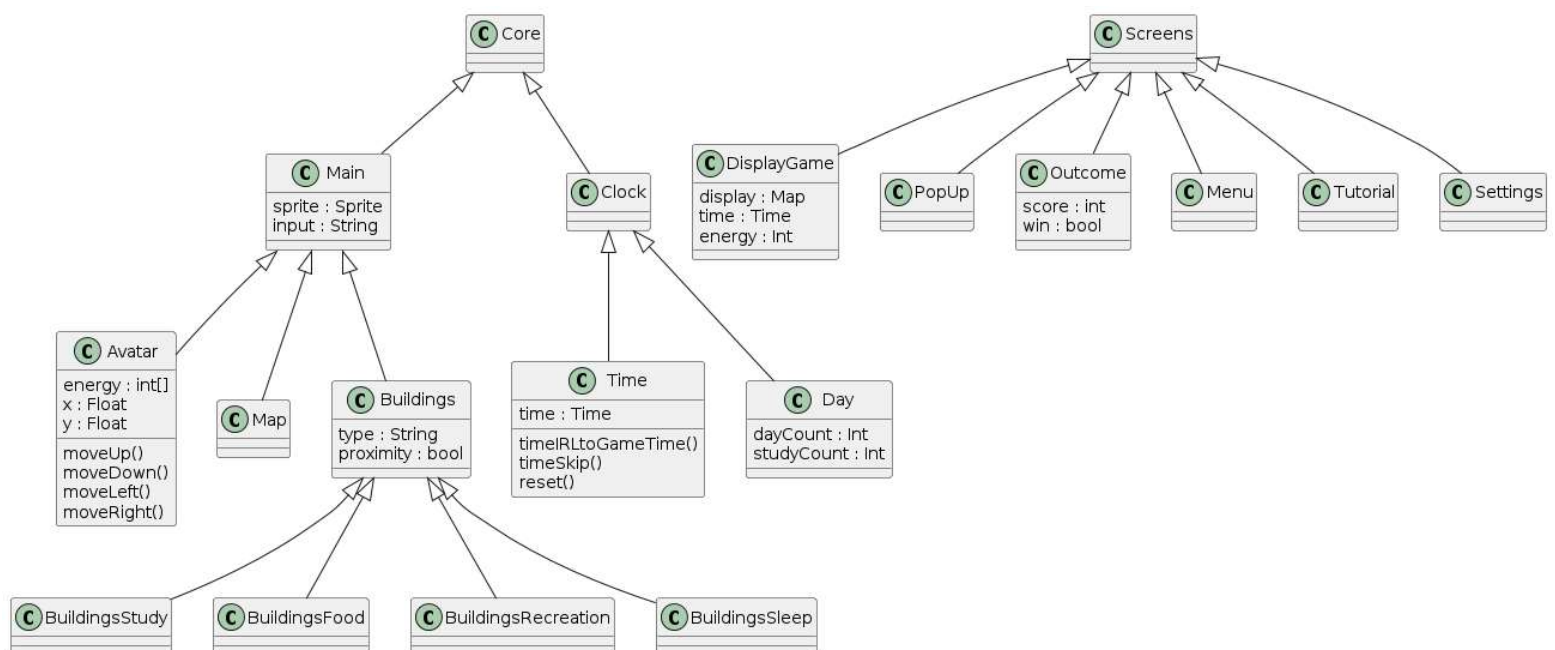 C Core
C Screens
C Main
sprite : Sprite
input : String
C Clock
C DisplayGame
display : Map
time : Time
energy : Int
C PopUp
C Outcome
score : int
win : bool
C Menu
C Tutorial
C Settings
C Avatar
energy : int[]
x : Float
y : Float
moveUp()
moveDown()
moveLeft()
moveRight()
C Map
C Buildings
type : String
proximity : bool
C Time
time : Time
timeIRLtoGameTime()
timeSkip()
reset()
C Day
dayCount : Int
studyCount : Int
C BuildingsStudy
C BuildingsFood
C BuildingsRecreation
C BuildingsSleep